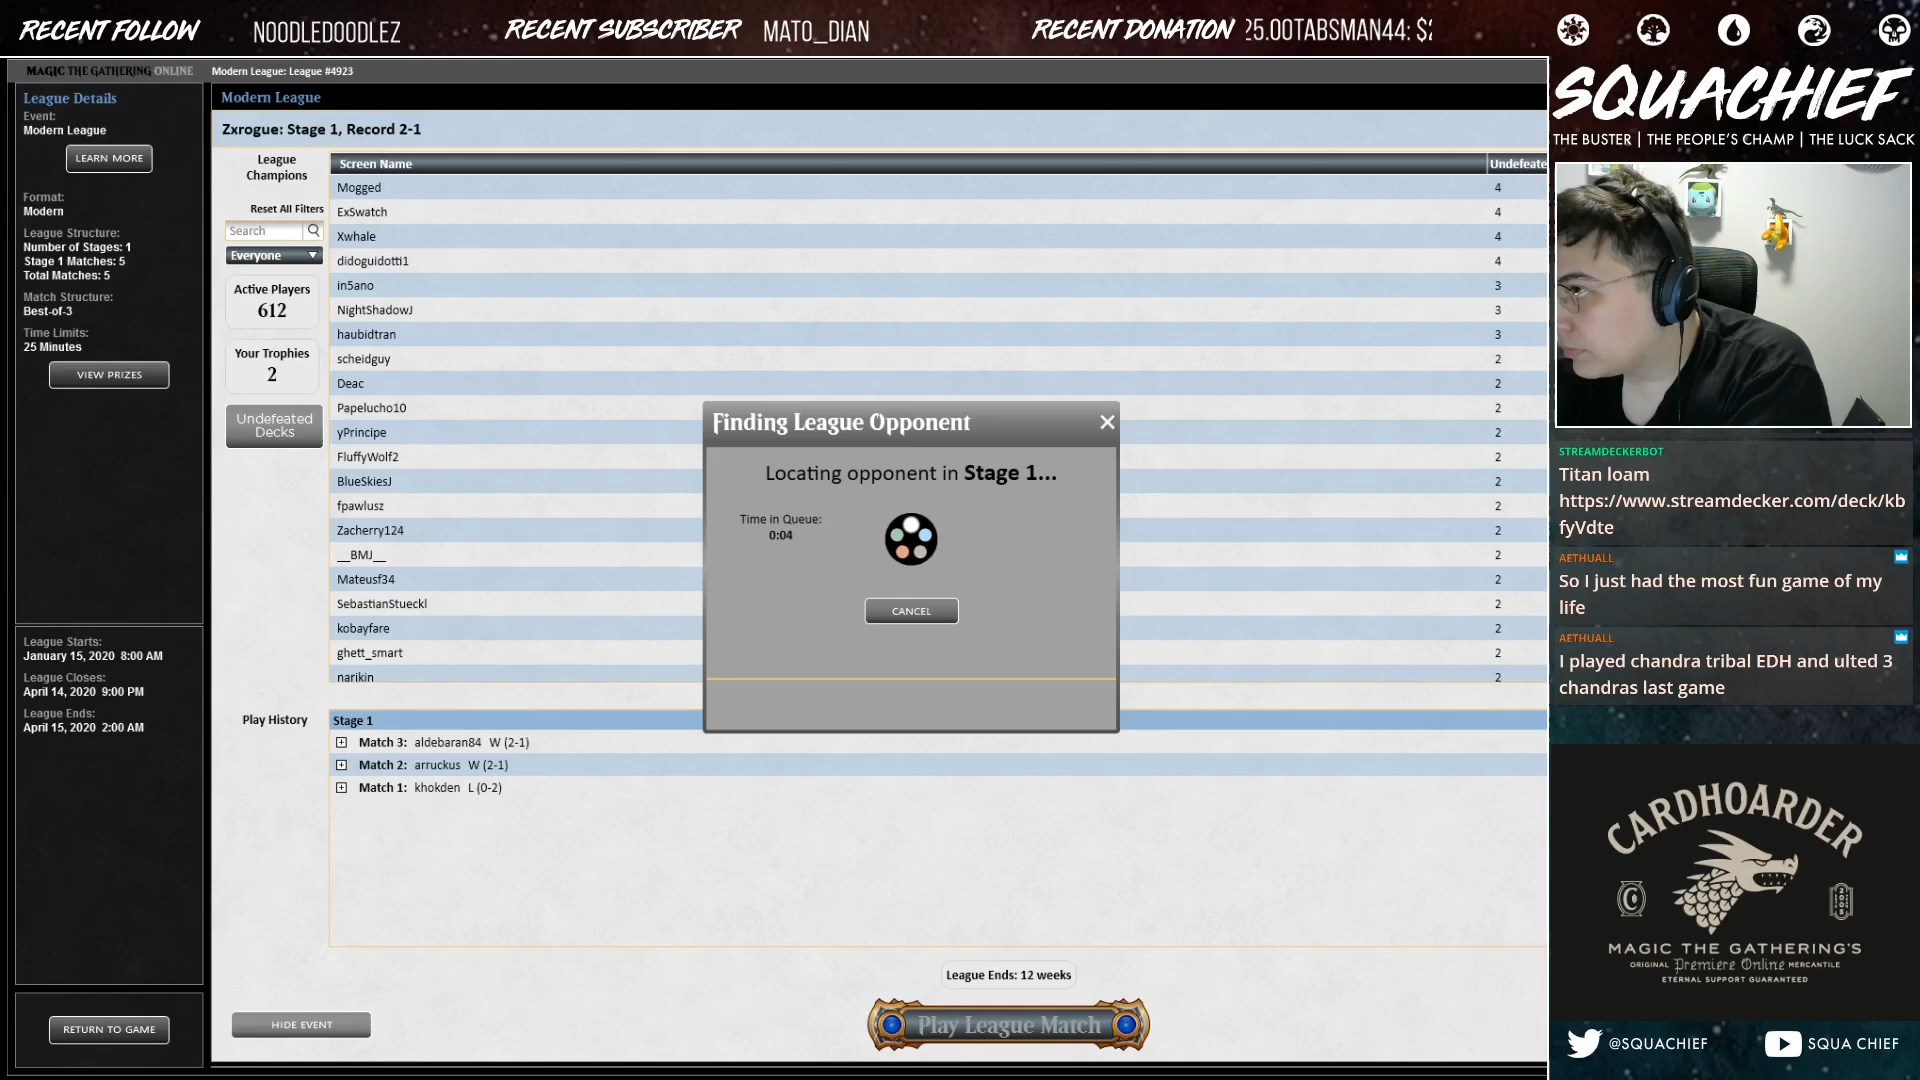 RECENT FOLLOW NOODLEDOODLEZ RECENT SUBSCRIBER MATO_DIAN RECENT DONATION 25.00TABSMAN44: $2
MAGIC THE GATHERING ONLINE
Modern League: League #4923
League Details
Event:
Modern League
LEARN MORE
Format:
Modern
League Structure:
Number of Stages: 1
Stage 1 Matches: 5
Total Matches: 5
Match Structure:
Best-of-3
Time Limits:
25 Minutes
VIEW PRIZES
League Starts:
January 15, 2020 8:00 AM
League Closes:
April 14, 2020 9:00 PM
League Ends:
April 15, 2020 2:00 AM
RETURN TO GAME
Modern League
Zxrogue: Stage 1, Record 2-1
League
Champions
Reset All Filters
Search
Everyone
Active Players
612
Your Trophies
2
Undefeated
Decks
Screen Name Undefeate
Mogged 4
ExSwatch 4
Xwhale 4
didoguidotti1 4
in5ano 3
NightShadowJ 3
haubidtran 3
scheidguy 2
Deac 2
Papelucho10 2
yPrincipe 2
FluffyWolf2 2
BlueSkiesJ 2
fpawlusz 2
Zacherry124 2
__BMJ__ 2
Mateusf34 2
SebastianStueckl 2
kobayfare 2
ghett_smart 2
narikin 2
Finding League Opponent
Locating opponent in Stage 1...
Time in Queue:
0:04
CANCEL
Play History
Stage 1
Match 3: aldebaran84 W (2-1)
Match 2: arruckus W (2-1)
Match 1: khokden L (0-2)
League Ends: 12 weeks
HIDE EVENT
Play League Match
SQUACHIEF
THE BUSTER | THE PEOPLE'S CHAMP | THE LUCK SACK
STREAMDECKERBOT
Titan loam
https://www.streamdecker.com/deck/kb
fyVdte
AETHUALL
So I just had the most fun game of my
life
AETHUALL
I played chandra tribal EDH and ulted 3
chandras last game
CARDHOARDER
MAGIC THE GATHERING'S
ORIGINAL Premiere Online MERCANTILE
ETERNAL SUPPORT GUARANTEED
@SQUACHIEF
SQUA CHIEF